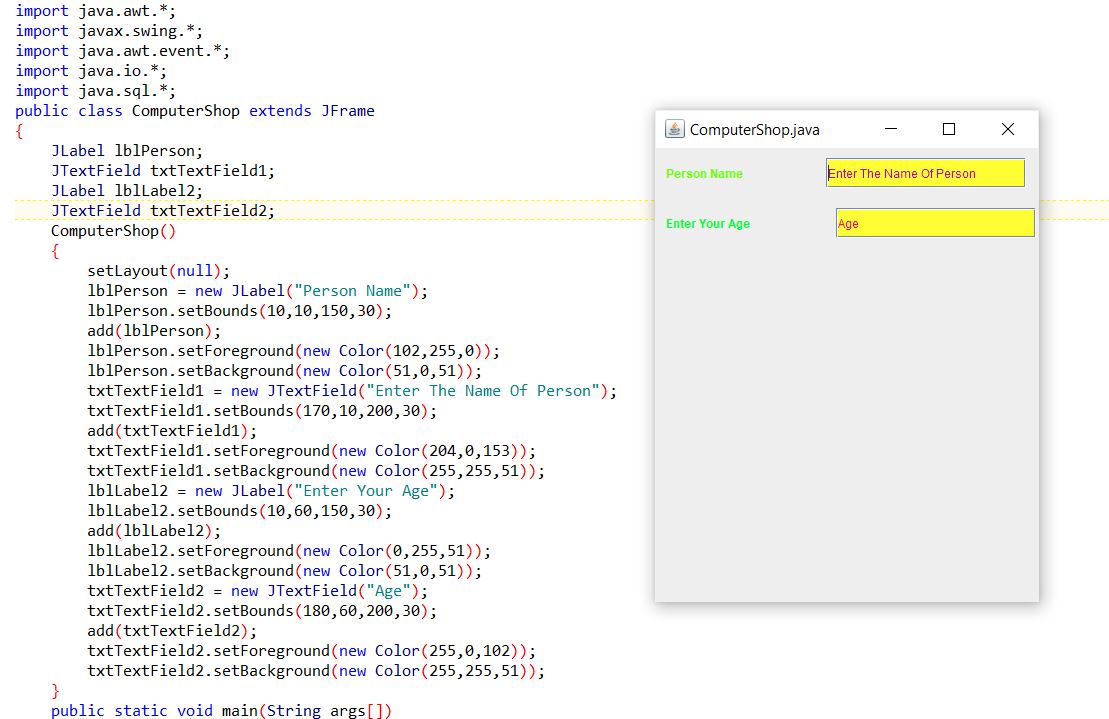 import java.awt.*;
import javax.swing.*;
import java.awt.event.*;
import java.io.*;
import java.sql.*;
public class ComputerShop extends JFrame
{
    JLabel lblPerson;
    JTextField txtTextField1;
    JLabel lblLabel2;
    JTextField txtTextField2;
    ComputerShop()
    {
        setLayout(null);
        lblPerson = new JLabel("Person Name");
        lblPerson.setBounds(10,10,150,30);
        add(lblPerson);
        lblPerson.setForeground(new Color(102,255,0));
        lblPerson.setBackground(new Color(51,0,51));
        txtTextField1 = new JTextField("Enter The Name Of Person");
        txtTextField1.setBounds(170,10,200,30);
        add(txtTextField1);
        txtTextField1.setForeground(new Color(204,0,153));
        txtTextField1.setBackground(new Color(255,255,51));
        lblLabel2 = new JLabel("Enter Your Age");
        lblLabel2.setBounds(10,60,150,30);
        add(lblLabel2);
        lblLabel2.setForeground(new Color(0,255,51));
        lblLabel2.setBackground(new Color(51,0,51));
        txtTextField2 = new JTextField("Age");
        txtTextField2.setBounds(180,60,200,30);
        add(txtTextField2);
        txtTextField2.setForeground(new Color(255,0,102));
        txtTextField2.setBackground(new Color(255,255,51));
    }
    public static void main(String args[])
ComputerShop.java
Person Name Enter The Name Of Person
Enter Your Age Age